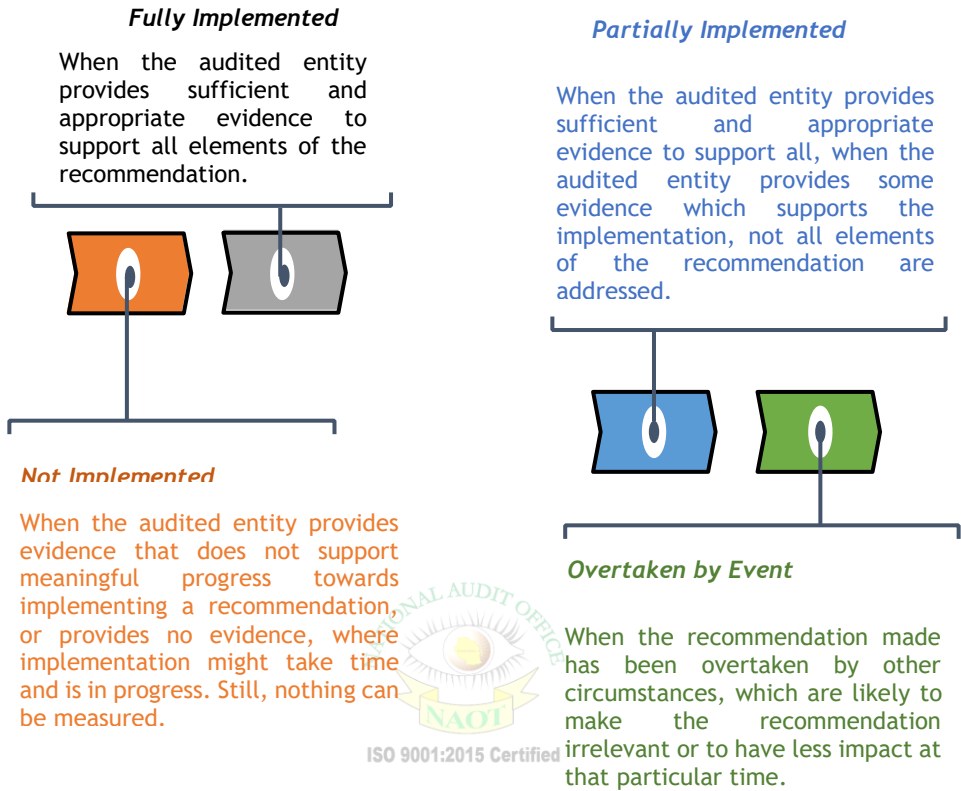 Fully Implemented
When the audited entity
provides sufficient and
appropriate evidence to
support all elements of the
recommendation.
Partially Implemented
When the audited entity provides
sufficient and appropriate
evidence to support all, when the
audited entity provides some
evidence which supports the
implementation, not all elements
of the recommendation are
addressed.
Not Implemented
When the audited entity provides
evidence that does not support
meaningful progress towards
implementing a recommendation,
or provides no evidence, where
implementation might take time
and is in progress. Still, nothing can
be measured.
Overtaken by Event
When the recommendation made
has been overtaken by other
circumstances, which are likely to
make the recommendation
irrelevant or to have less impact at
that particular time.
NATIONAL AUDIT OFFICE
NAOT
ISO 9001:2015 Certified